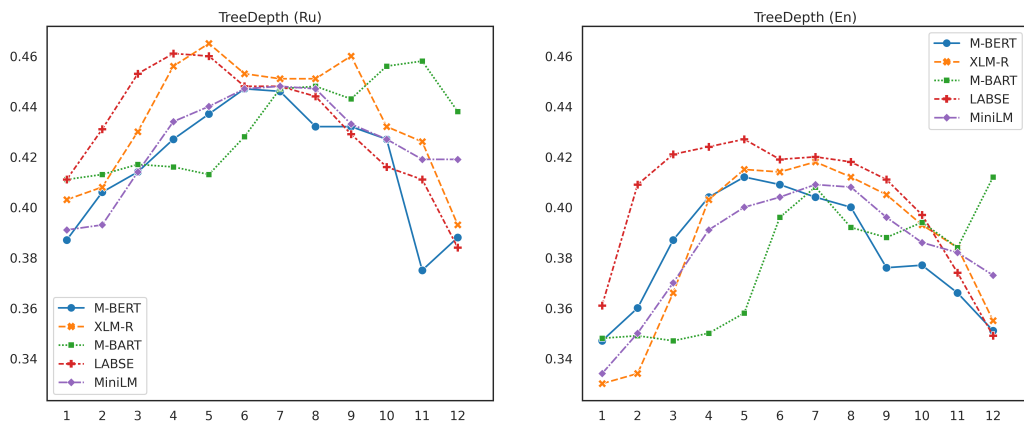 TreeDepth (Ru)
0.46
0.44
0.42
0.40
0.38
0.36
0.34
M-BERT
XLM-R
M-BART
LABSE
MiniLM
1 2 3 4 5 6 7 8 9 10 11 12
TreeDepth (En)
0.46
0.44
0.42
0.40
0.38
0.36
0.34
M-BERT
XLM-R
M-BART
LABSE
MiniLM
1 2 3 4 5 6 7 8 9 10 11 12